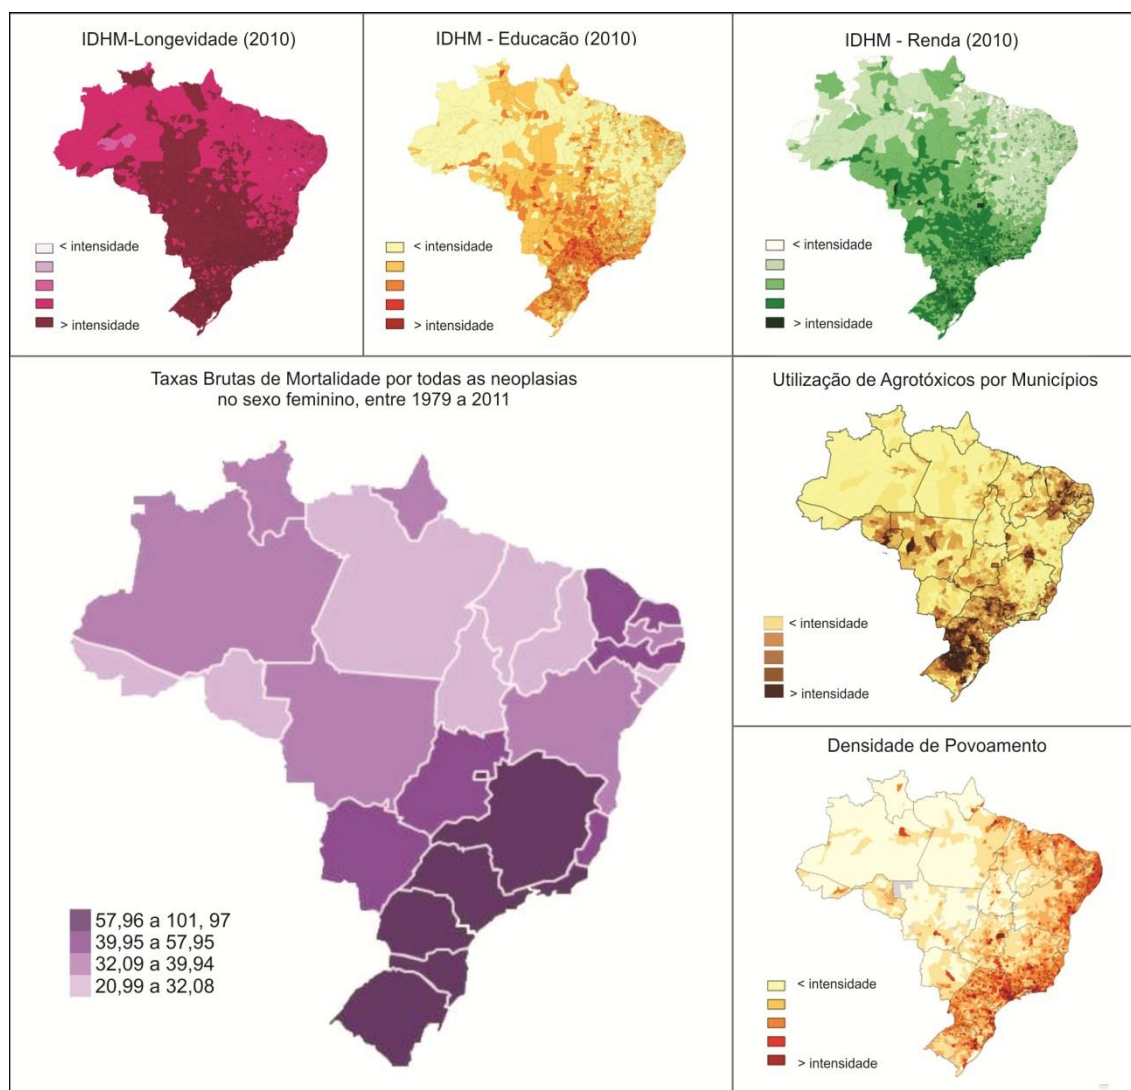 IDHM-Longevidade (2010)
< intensidade
> intensidade
IDHM - Educacão (2010)
< intensidade
> intensidade
IDHM - Renda (2010)
< intensidade
> intensidade
Taxas Brutas de Mortalidade por todas as neoplasias
no sexo feminino, entre 1979 a 2011
57,96 a 101, 97
39,95 a 57,95
32,09 a 39,94
20,99 a 32,08
Utilização de Agrotóxicos por Municípios
< intensidade
> intensidade
Densidade de Povoamento
< intensidade
> intensidade